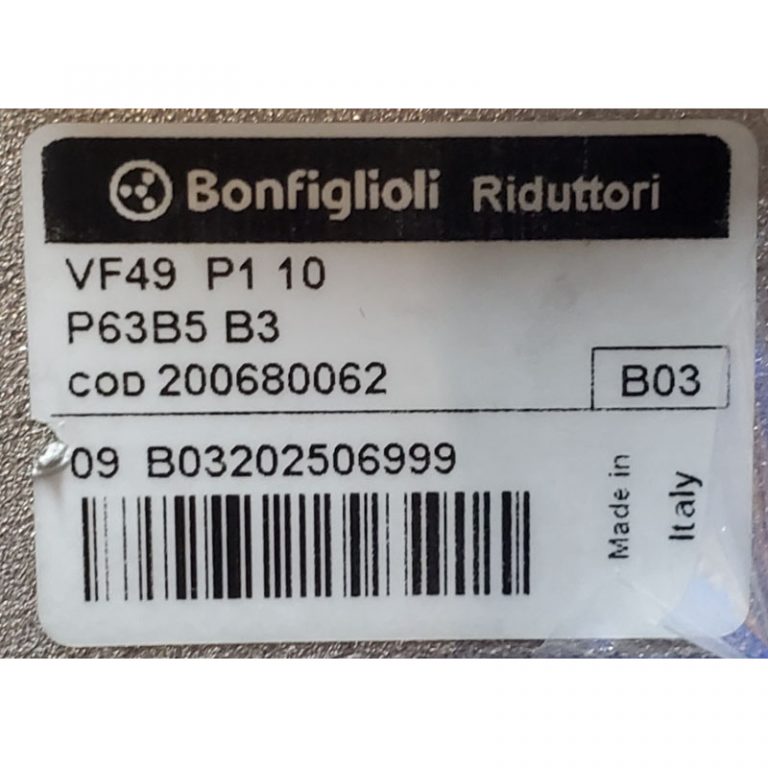 Bonfiglioli Riduttori
VF49 P1 10
P63B5 B3
COD 200680062
B03
09 B03202506999
Made in
Italy